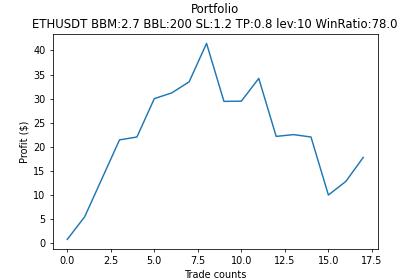 Portfolio
ETHUSDT BBM:2.7 BBL:200 SL:1.2 TP:0.8 lev:10 WinRatio:78.0
40
35
30
25
20
15
10
5
0
Profit ($)
0.0 2.5 5.0 7.5 10.0 12.5 15.0 17.5
Trade counts